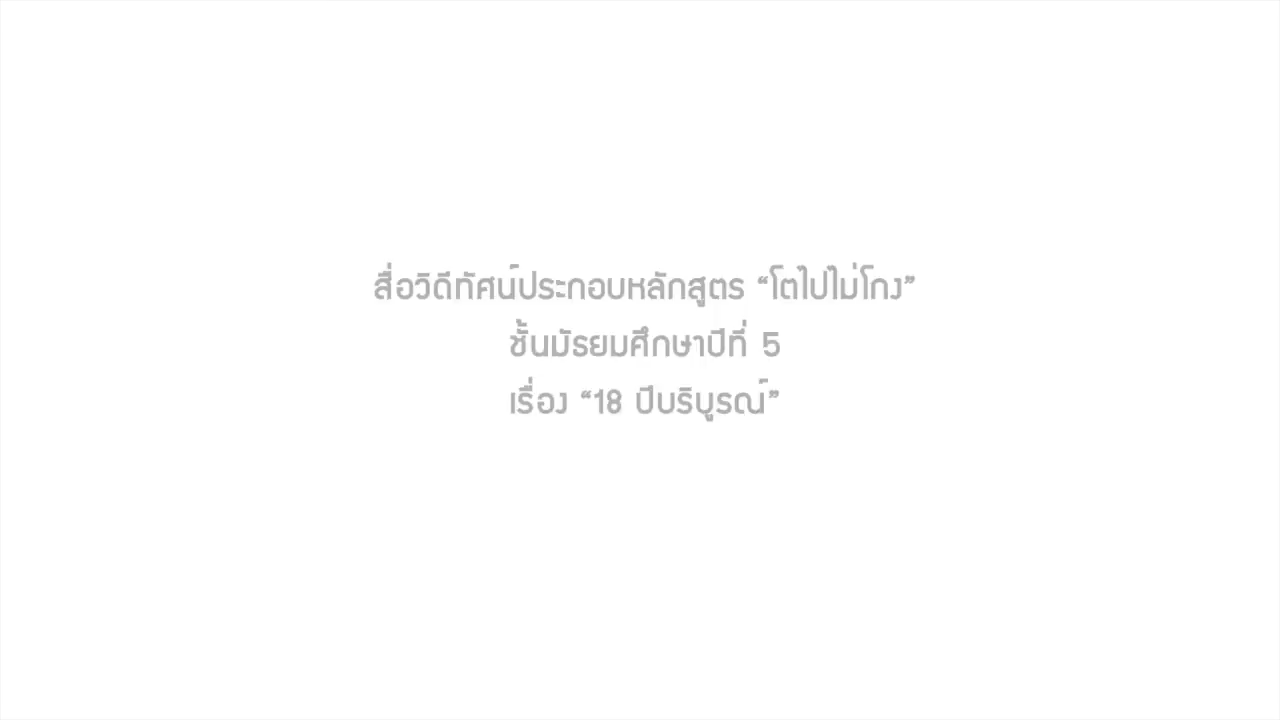 สื่อวิดีทัศน์ประกอบหลักสูตร “โตไปไม่โกง”
ชั้นมัธยมศึกษาปีที่ 5
เรื่อง “18 ปีบริบูรณ์”